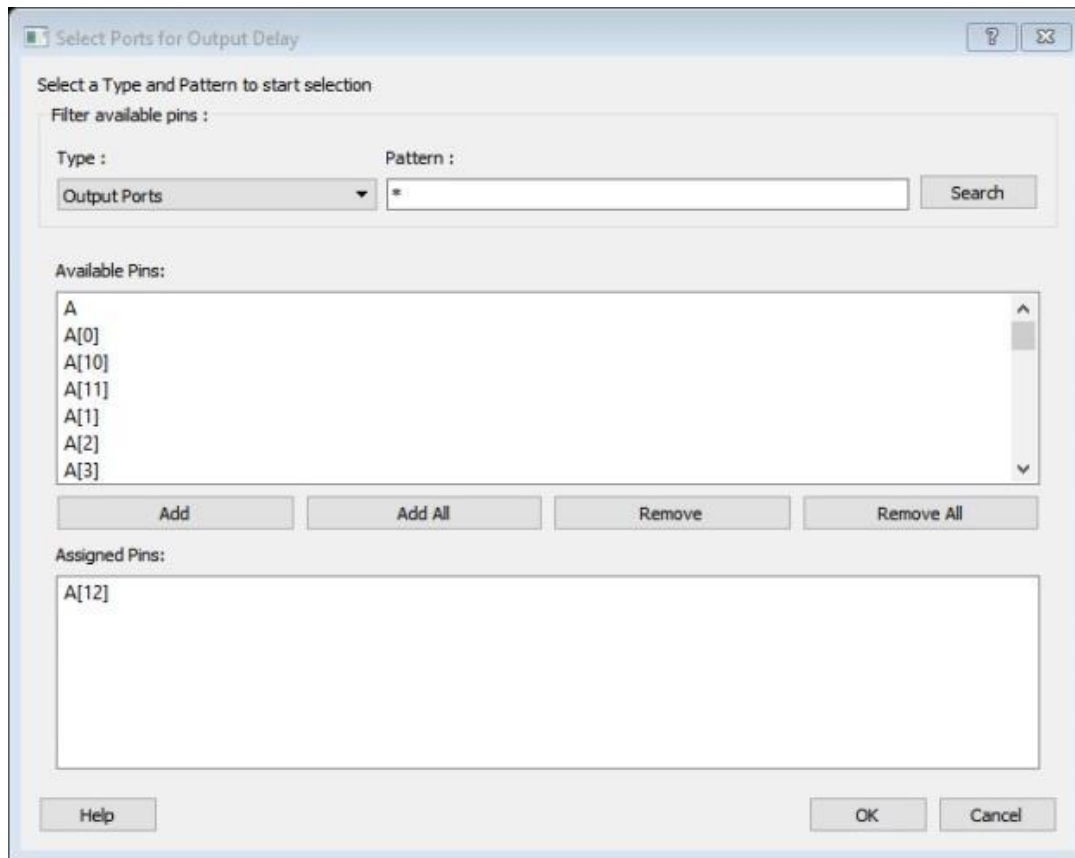 Select Ports for Output Delay
Select a Type and Pattern to start selection
Filter available pins :
Type : Pattern :
Output Ports * Search
Available Pins:
A
A[0]
A[10]
A[11]
A[1]
A[2]
A[3]
Add Add All Remove Remove All
Assigned Pins:
A[12]
Help OK Cancel